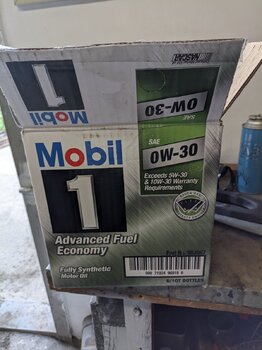 NASCAR
1
Mobil
SAE
0W-30
Mobil
1
SAE
0W-30
Exceeds 5W-30
& 10W-30 Warranty
Requirements
Advanced Fuel
Economy
Fully Synthetic
Motor Oil
6/1QT BOTTLES